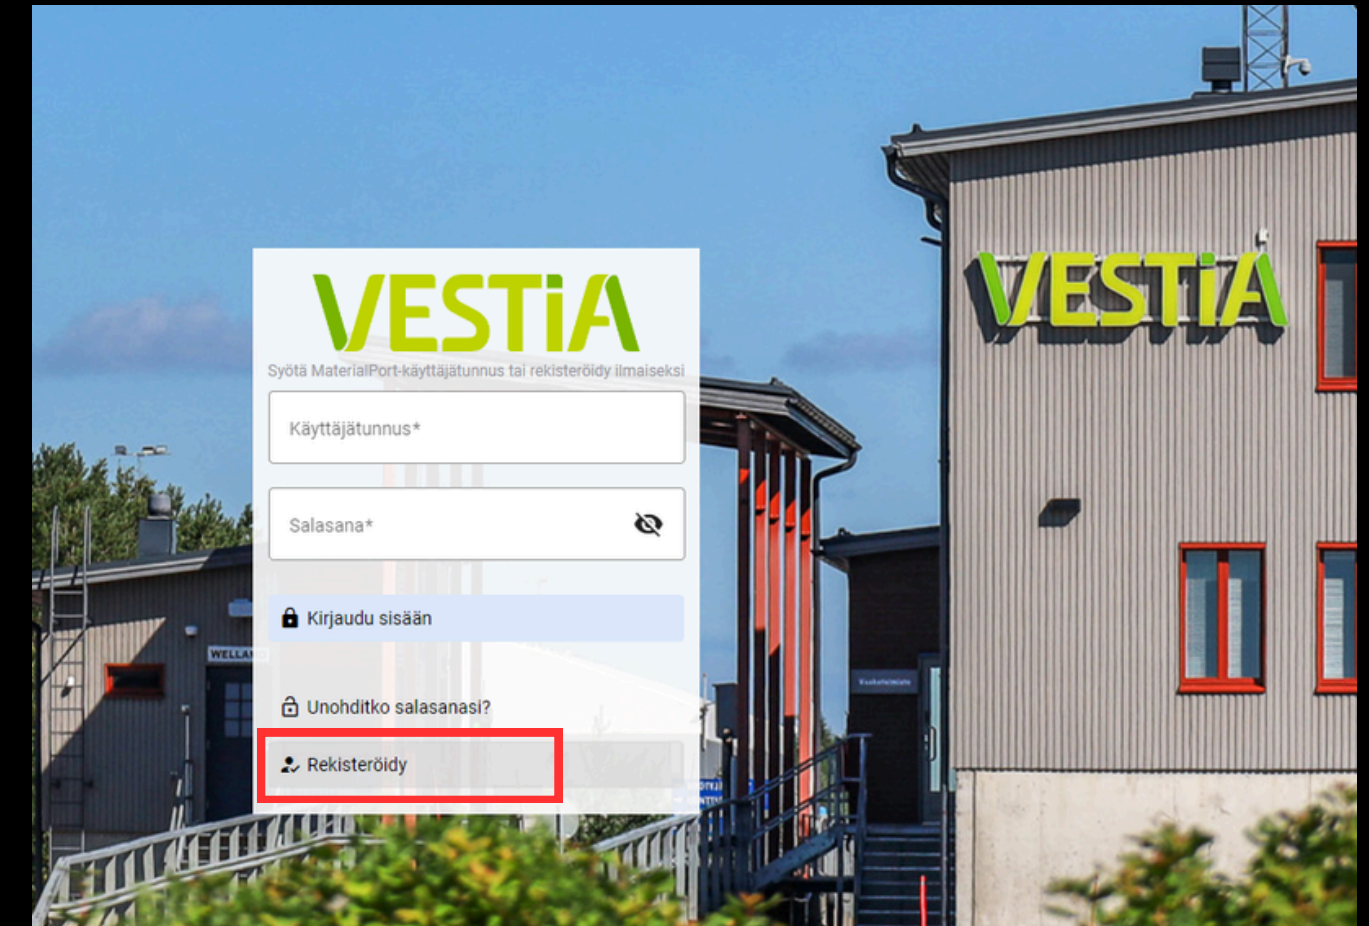 VESTiA
Syötä MaterialPort-käyttäjätunnus tai rekisteröidy ilmaiseksi
Käyttäjätunnus*
Salasana*
Kirjaudu sisään
Unohditko salasanasi?
Rekisteröidy
VESTiA